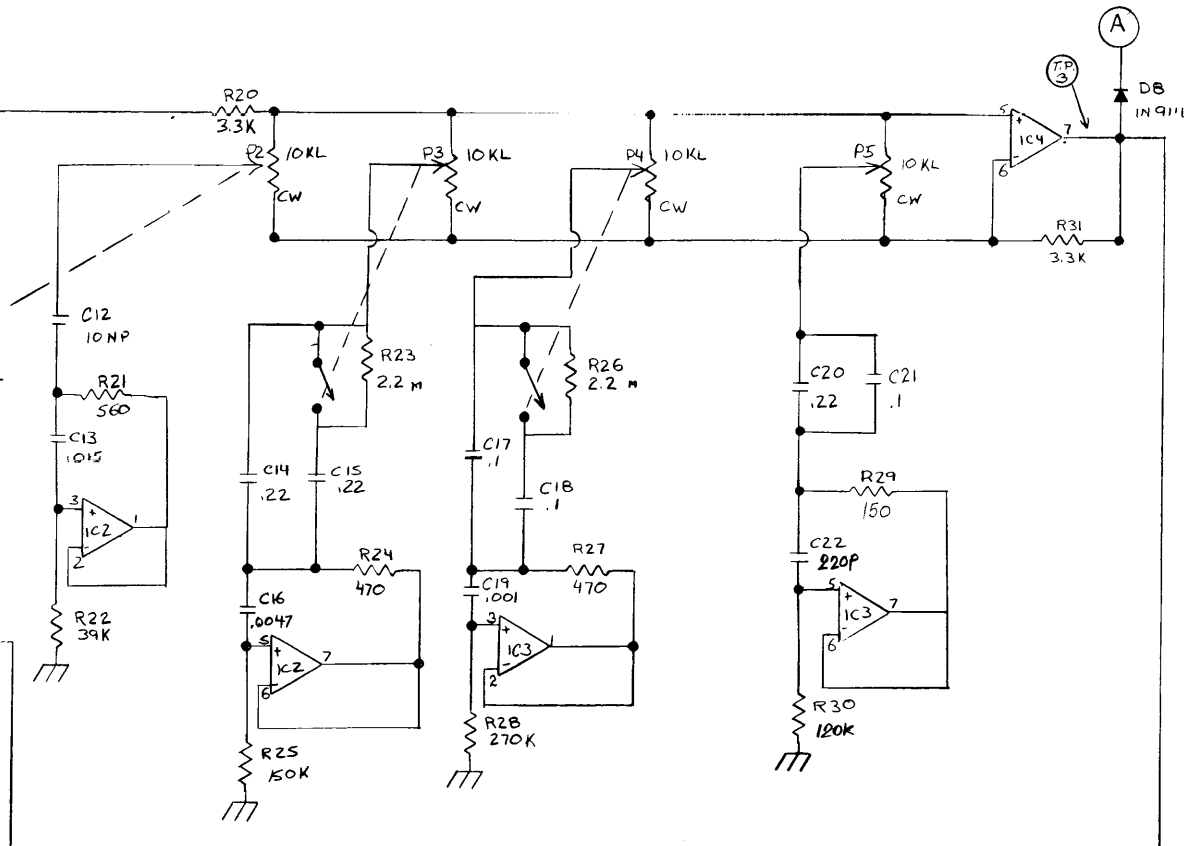 A
T.P. 3
D8
1N9111
R20
3.3K
P2
10KL
CW
P3
10KL
CW
P4
10KL
CW
P5
10KL
CW
5
+
IC4
7
-
6
R31
3.3K
C12
10NP
R21
560
C13
.015
3
+
IC2
1
-
2
R22
39K
R23
2.2 M
C14
.22
C15
.22
R24
470
C16
.0047
5
+
IC2
7
-
6
R25
150K
R26
2.2 M
C17
.1
C18
.1
R27
470
C19
.001
3
+
IC3
1
-
2
R28
270K
C20
.22
C21
.1
R29
150
C22
220P
5
+
IC3
7
-
6
R30
120K